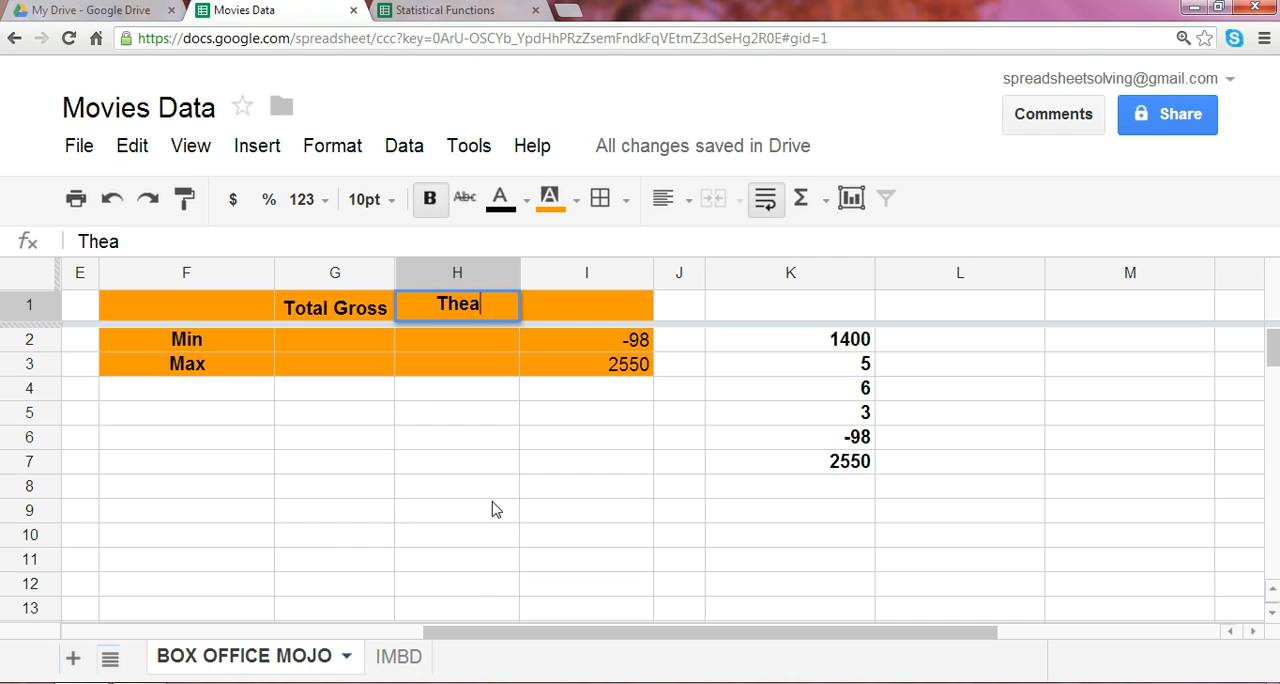 My Drive - Google Drive × Movies Data × Statistical Functions ×
https://docs.google.com/spreadsheet/ccc?key=0ArU-OSCYb_YpdHhPRzZsemFndkFqVEtmZ3dSeHg2R0E#gid=1
spreadsheetsolving@gmail.com
Movies Data
Comments Share
File Edit View Insert Format Data Tools Help All changes saved in Drive
$ % 123 10pt B Abc A A Σ
fx Thea
E F G H I J K L M
1 Total Gross Thea
2 Min -98 1400
3 Max 2550 5
4 6
5 3
6 -98
7 2550
8
9
10
11
12
13
+ BOX OFFICE MOJO IMBD